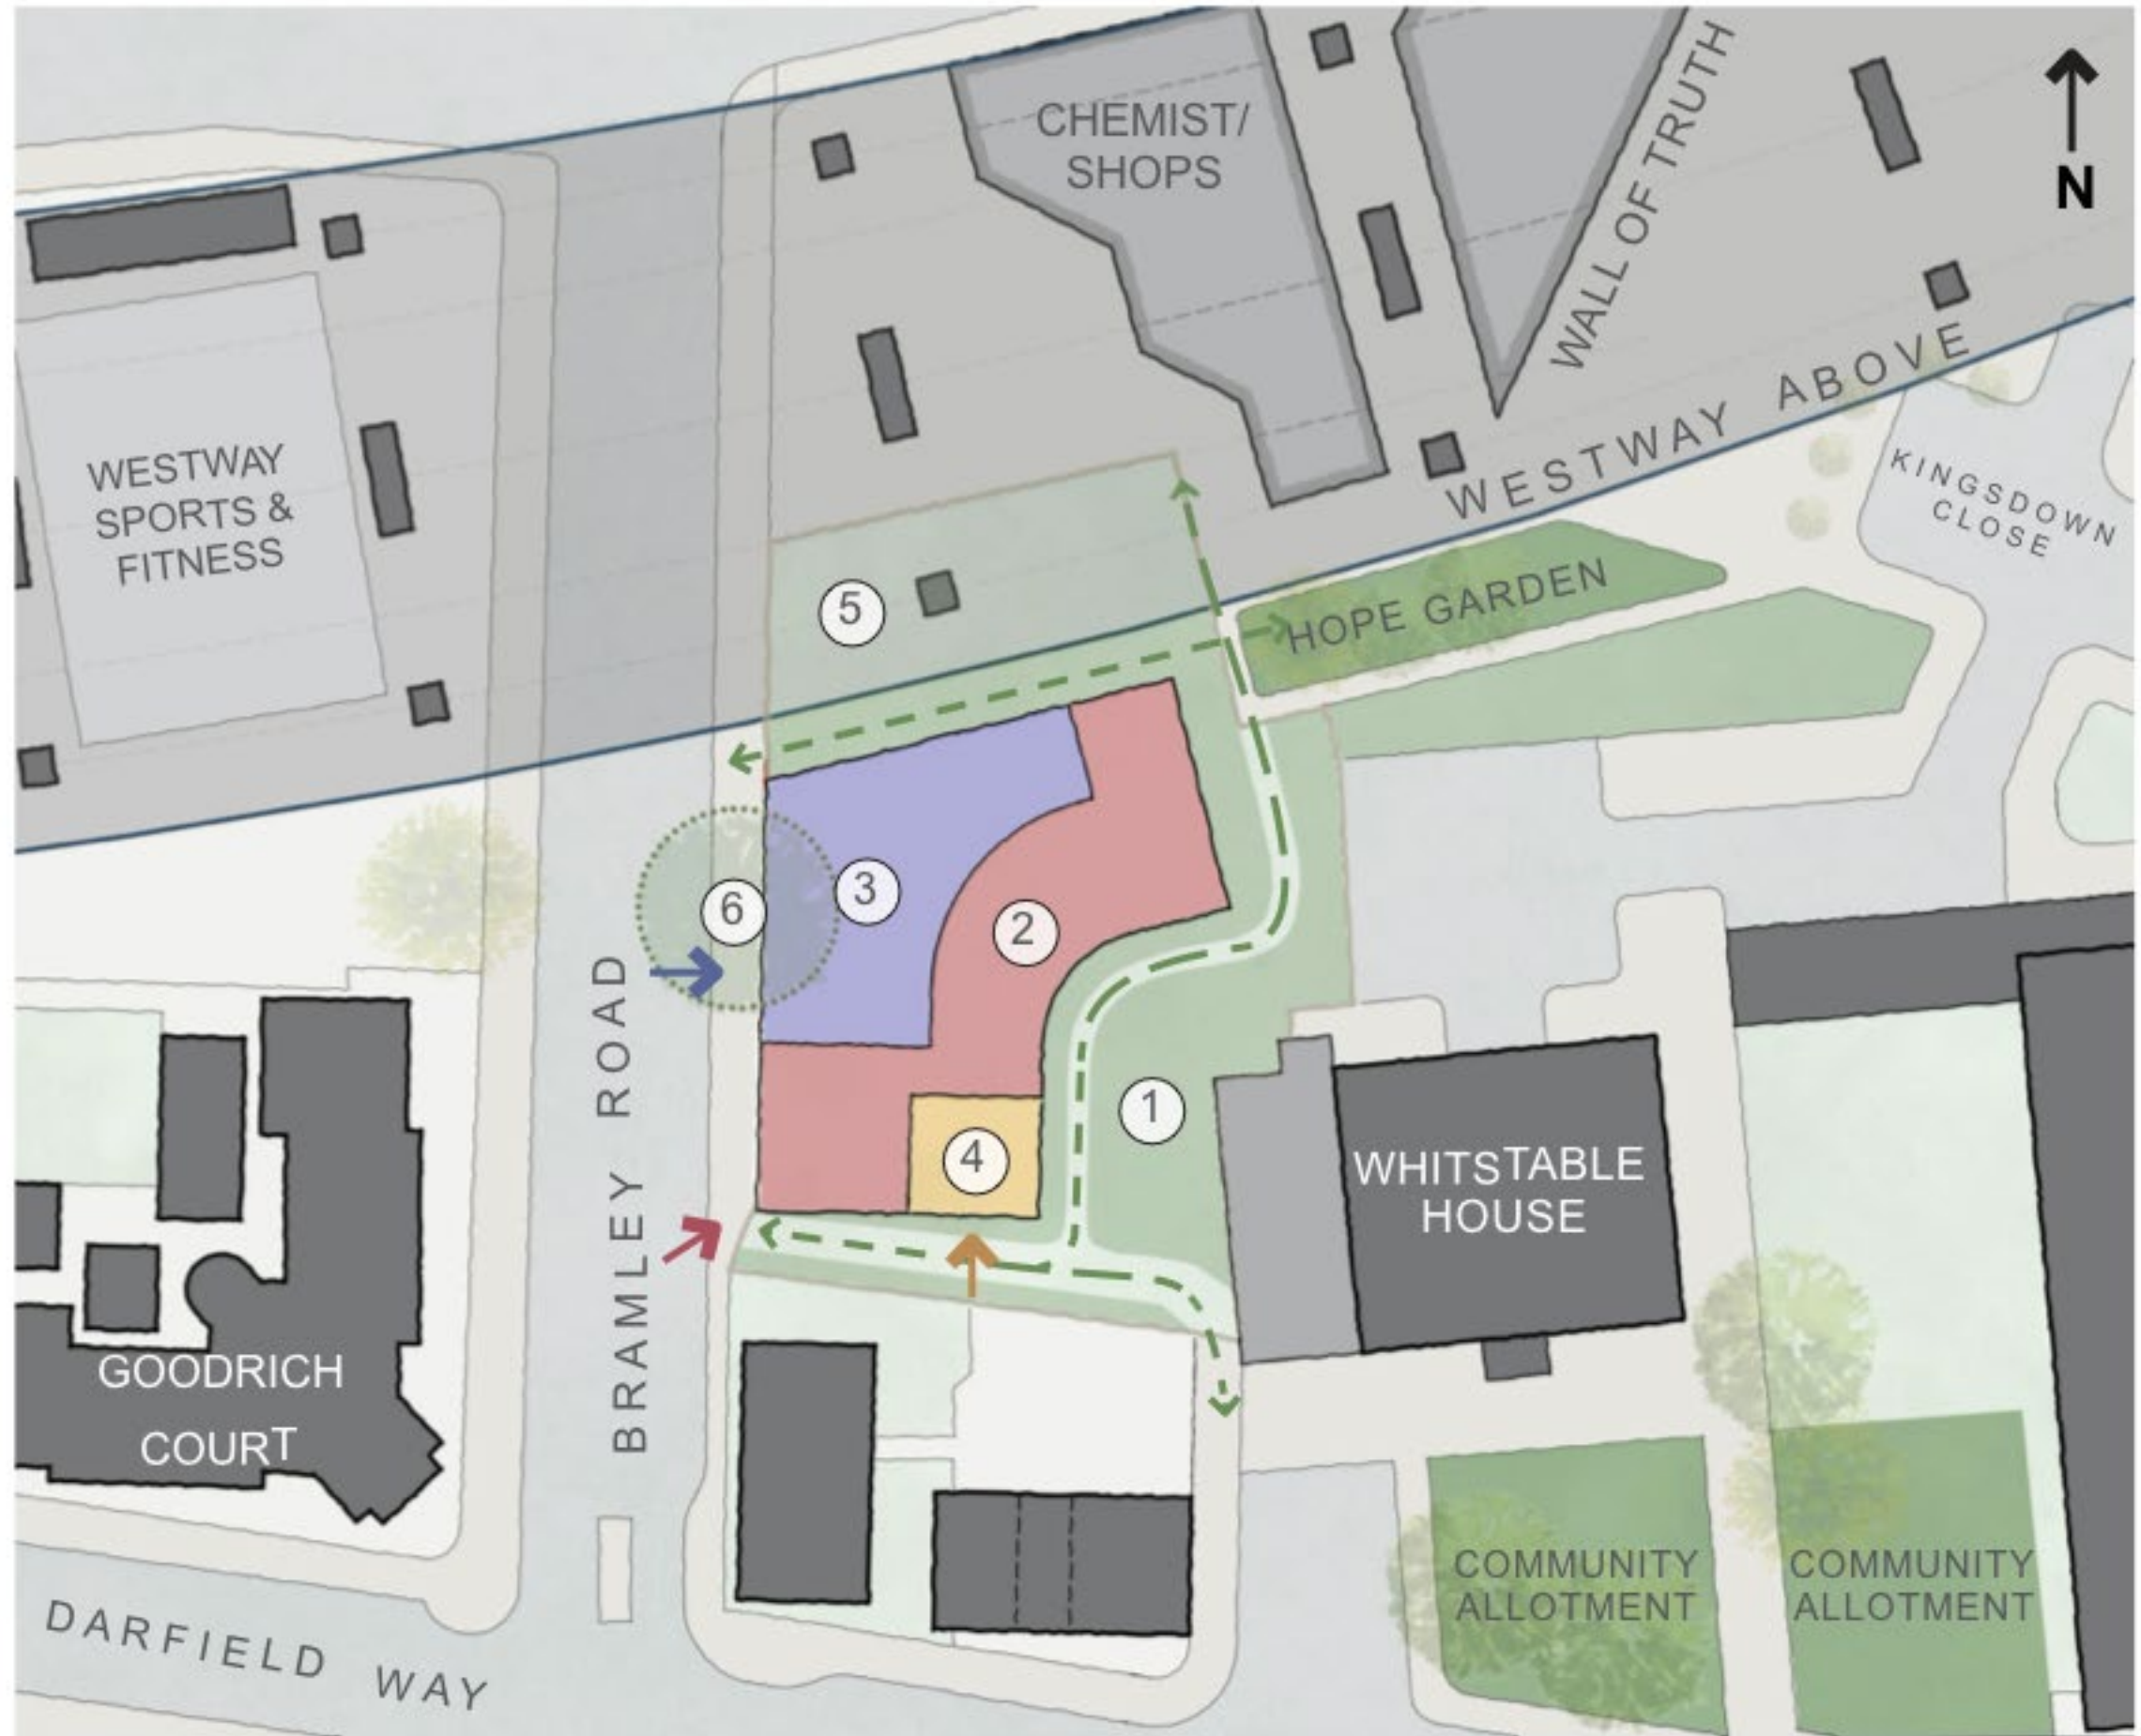 CHEMIST/
SHOPS
WALL OF TRUTH
N
WESTWAY ABOVE
WESTWAY
SPORTS &
FITNESS
KINGSDOWN
CLOSE
HOPE GARDEN
5
3
6
2
1
4
BRAMLEY ROAD
WHITSTABLE
HOUSE
GOODRICH
COURT
COMMUNITY
ALLOTMENT
COMMUNITY
ALLOTMENT
DARFIELD WAY